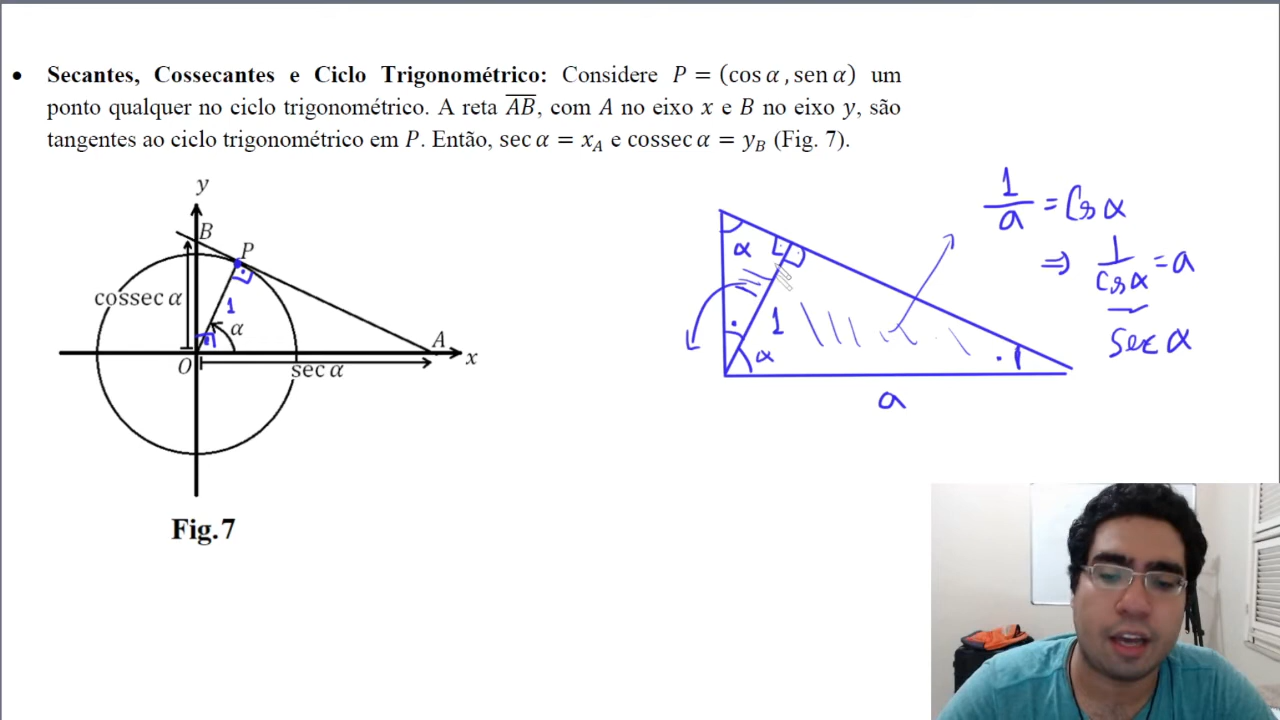 • Secantes, Cossecantes e Ciclo Trigonométrico: Considere P = (cos α , sen α) um
ponto qualquer no ciclo trigonométrico. A reta A̅B̅, com A no eixo x e B no eixo y, são
tangentes ao ciclo trigonométrico em P. Então, sec α = x_A e cossec α = y_B (Fig. 7).
y
B
P
cossec α
1
α
A
x
O
sec α
Fig.7
α
1
α
a
1/a = Cos α
⇒ 1/Cos α = a
Sec α